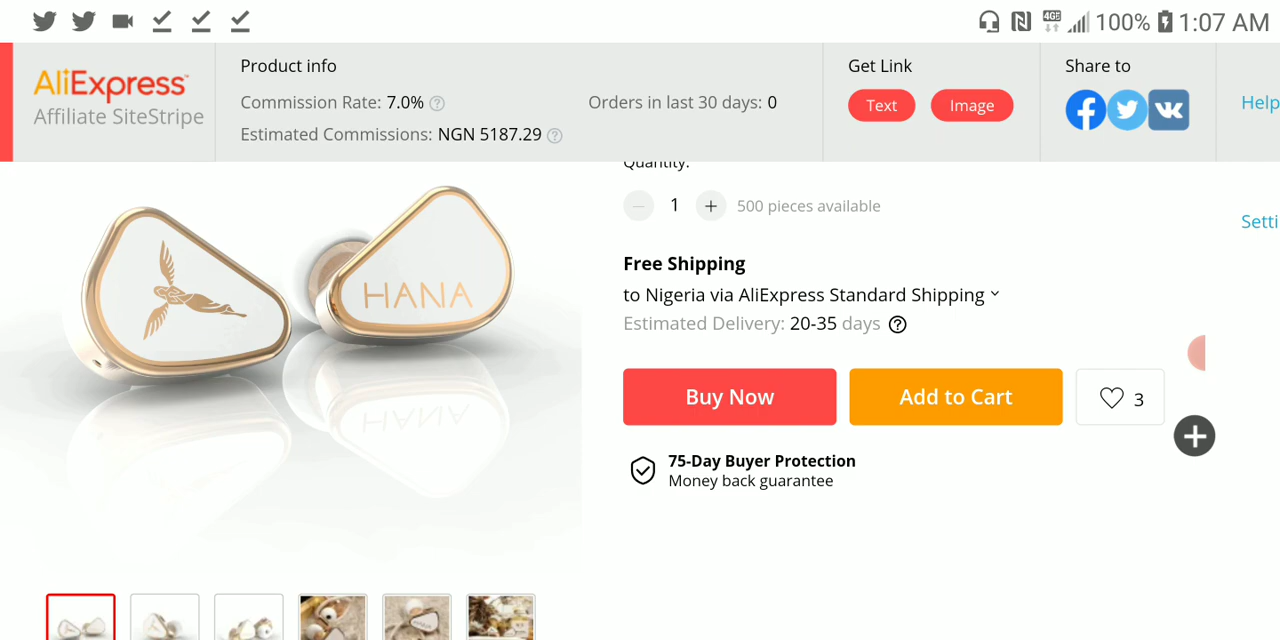 4GE
100%
1:07 AM
AliExpress
Affiliate SiteStripe
Product info
Commission Rate: 7.0% ?
Orders in last 30 days: 0
Estimated Commissions: NGN 5187.29 ?
Get Link
Text
Image
Share to
Help
Setti
Quantity:
1
500 pieces available
Free Shipping
to Nigeria via AliExpress Standard Shipping
Estimated Delivery: 20-35 days ?
Buy Now
Add to Cart
3
75-Day Buyer Protection
Money back guarantee
HANA